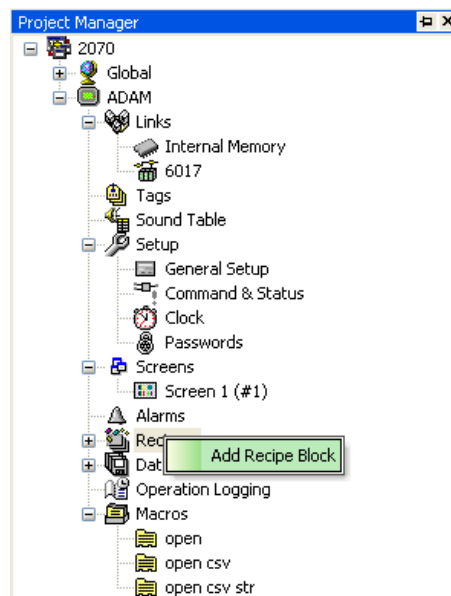 Project Manager
2070
Global
ADAM
Links
Internal Memory
6017
Tags
Sound Table
Setup
General Setup
Command & Status
Clock
Passwords
Screens
Screen 1 (#1)
Alarms
Add Recipe Block
Operation Logging
Macros
open
open csv
open csv str